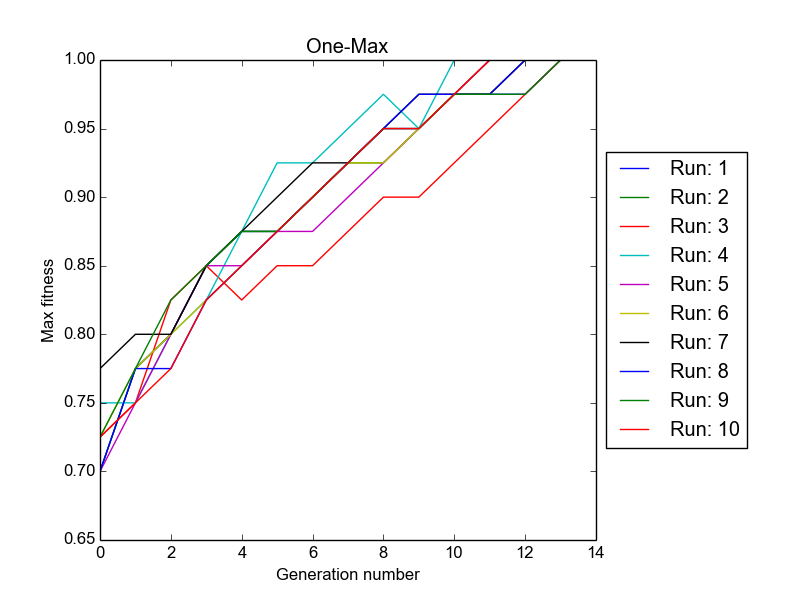 One-Max
1.00
0.95
0.90
0.85
0.80
0.75
0.70
0.65
Max fitness
0 2 4 6 8 10 12 14
Generation number
Run: 1
Run: 2
Run: 3
Run: 4
Run: 5
Run: 6
Run: 7
Run: 8
Run: 9
Run: 10